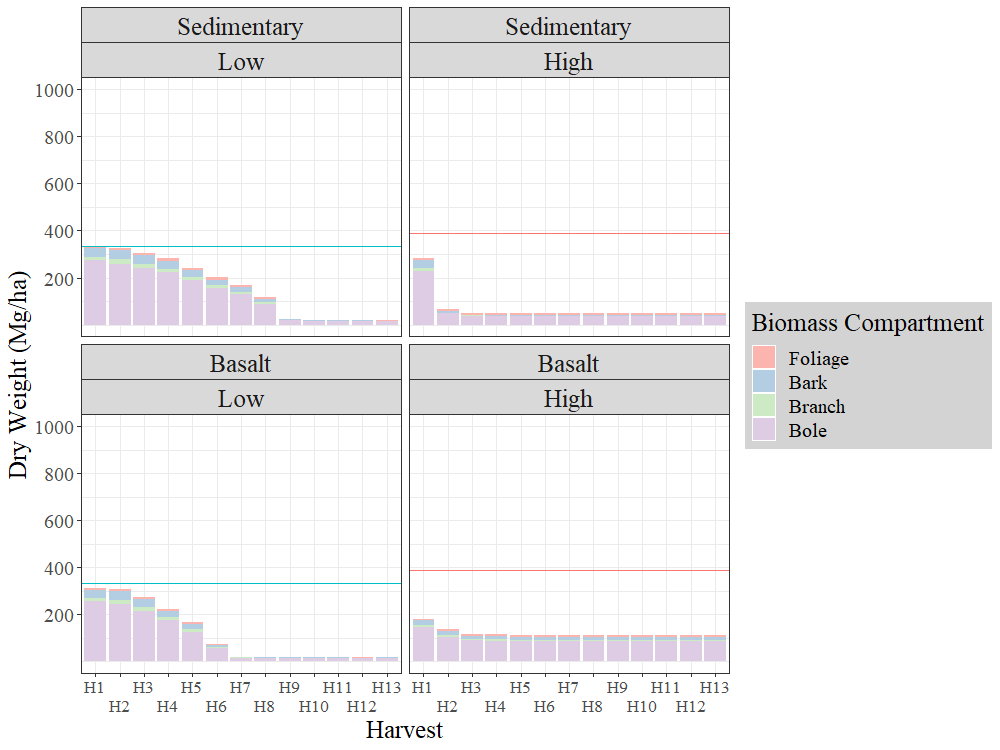 Sedimentary
Sedimentary
Low
High
1000
800
600
400
200
Basalt
Basalt
Low
High
1000
800
600
400
200
Dry Weight (Mg/ha)
H1 H3 H5 H7 H9 H11 H13
H2 H4 H6 H8 H10 H12
H1 H3 H5 H7 H9 H11 H13
H2 H4 H6 H8 H10 H12
Harvest
Biomass Compartment
Foliage
Bark
Branch
Bole